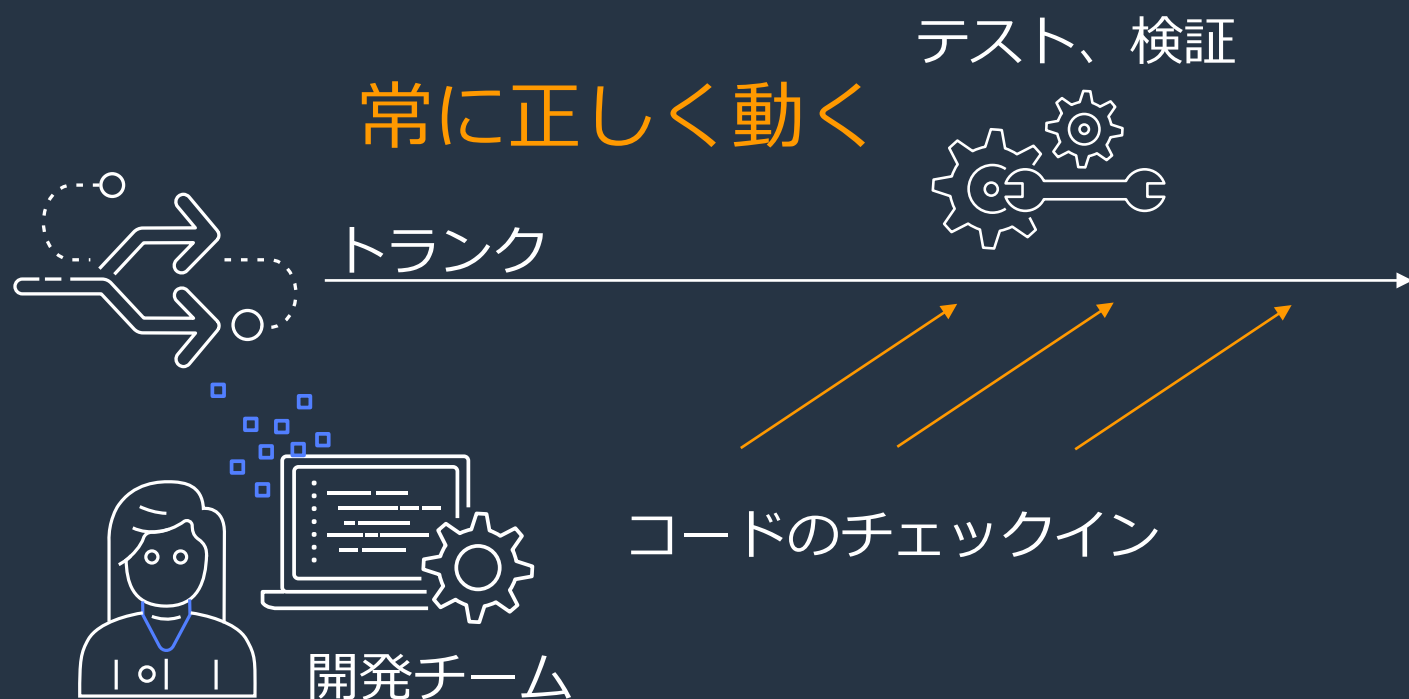 テスト、検証
常に正しく動く
トランク
コードのチェックイン
開発チーム